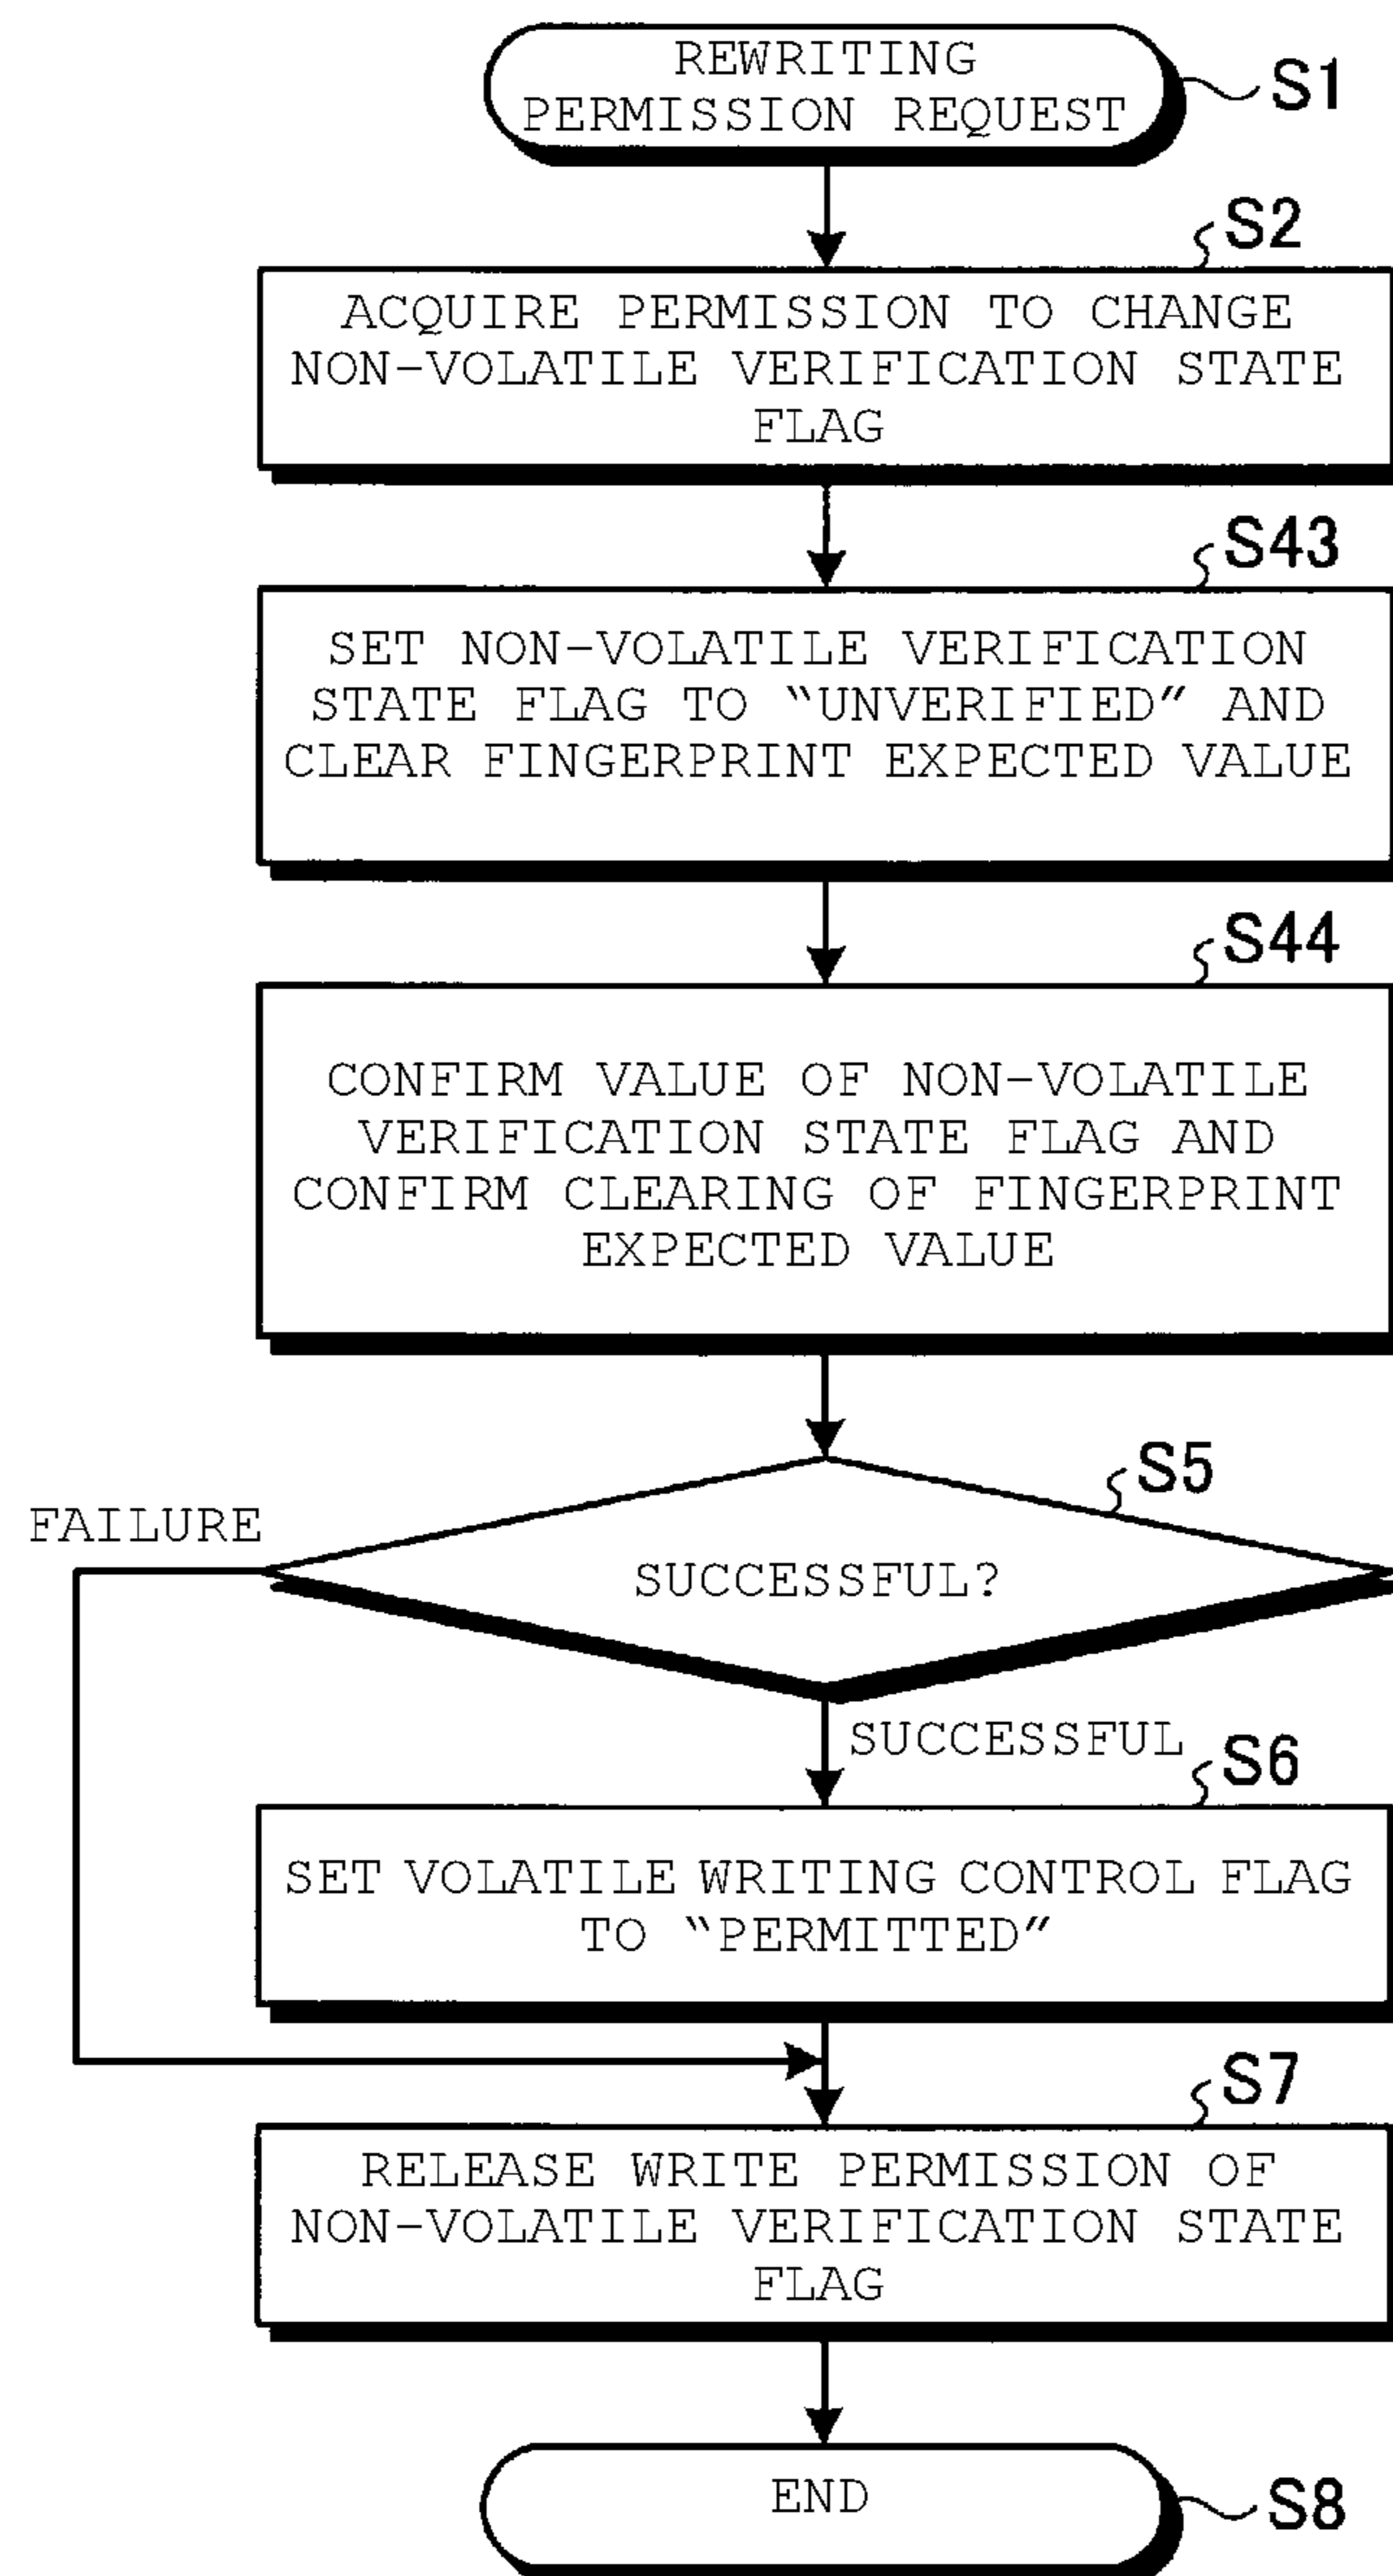 REWRITING
PERMISSION REQUEST
S1
S2
ACQUIRE PERMISSION TO CHANGE
NON-VOLATILE VERIFICATION STATE
FLAG
S43
SET NON-VOLATILE VERIFICATION
STATE FLAG TO “UNVERIFIED” AND
CLEAR FINGERPRINT EXPECTED VALUE
S44
CONFIRM VALUE OF NON-VOLATILE
VERIFICATION STATE FLAG AND
CONFIRM CLEARING OF FINGERPRINT
EXPECTED VALUE
S5
FAILURE
SUCCESSFUL?
SUCCESSFUL
S6
SET VOLATILE WRITING CONTROL FLAG
TO “PERMITTED”
S7
RELEASE WRITE PERMISSION OF
NON-VOLATILE VERIFICATION STATE
FLAG
END
S8